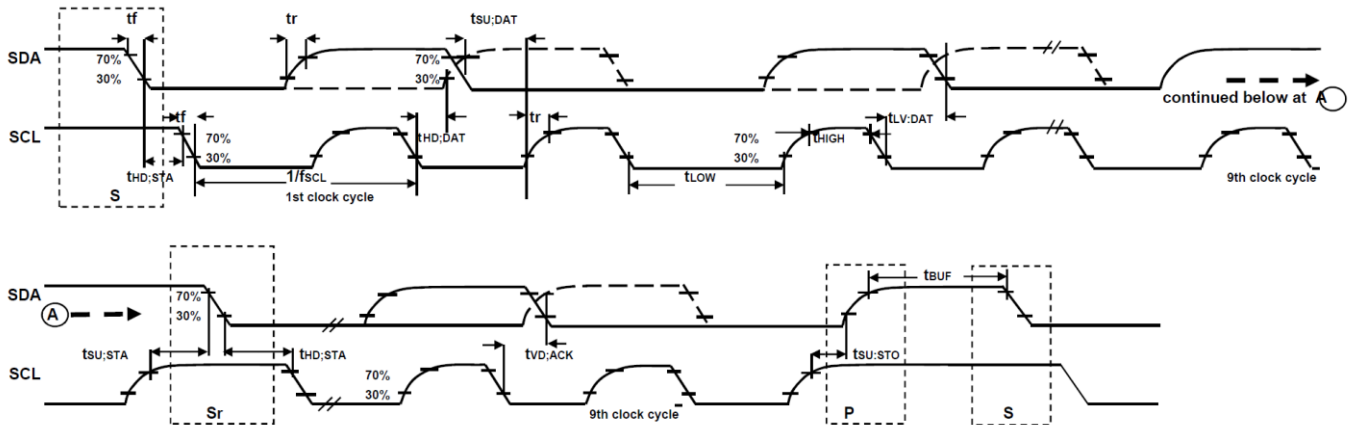 tf tr tSU;DAT
SDA 70% 70%
30% 30%
continued below at A
SCL tf 70% tHD;DAT tr 70% tHIGH tLV:DAT
30% 30%
tHD;STA 1/fSCL tLOW
S 1st clock cycle 9th clock cycle
tBUF
SDA 70%
A 30%
tSU;STA tHD;STA tVD;ACK tSU:STO
SCL 70%
30%
Sr 9th clock cycle P S